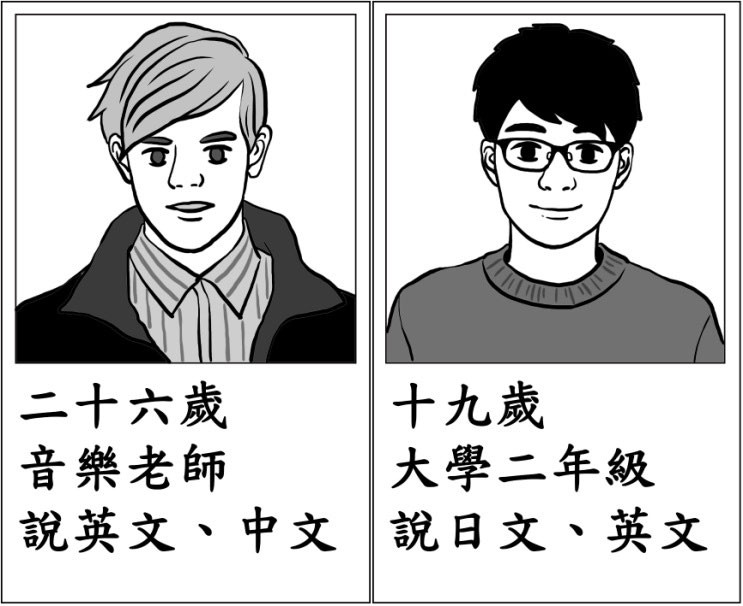 二十六歲
音樂老師
說英文、中文
十九歲
大學二年級
說日文、英文